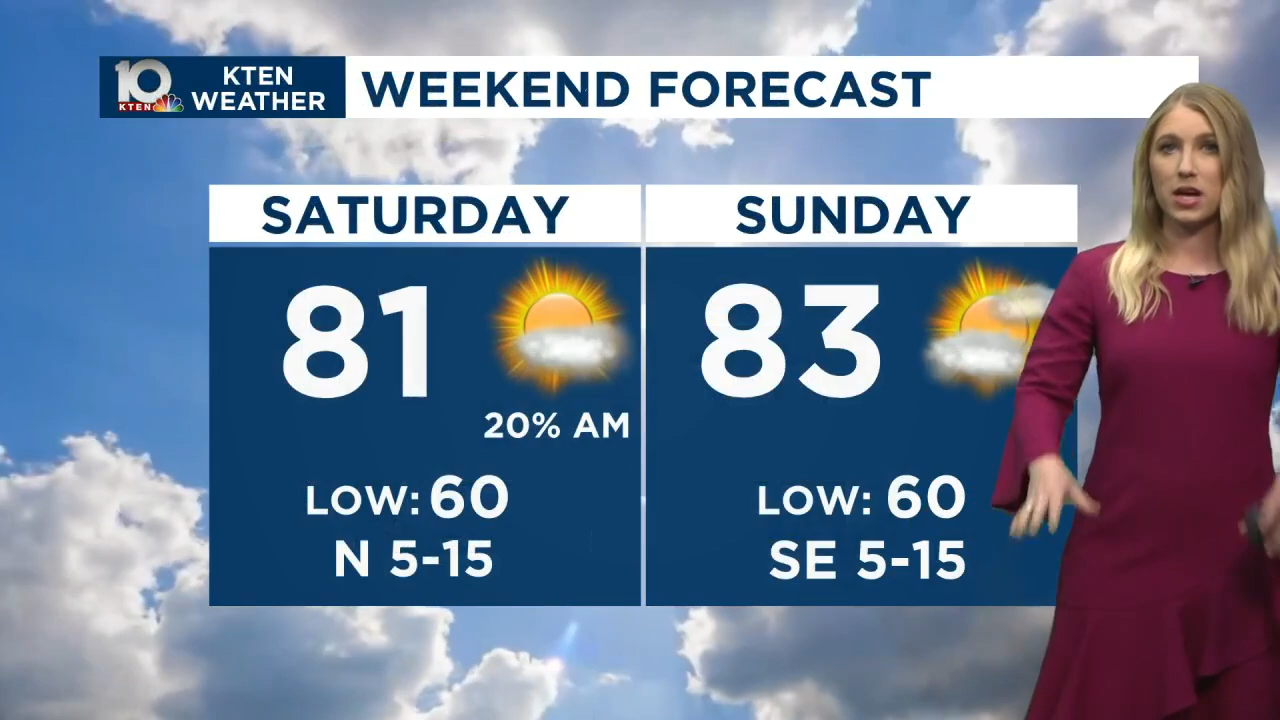 10
KTEN
KTEN
WEATHER
WEEKEND FORECAST
SATURDAY
81
20% AM
LOW: 60
N 5-15
SUNDAY
83
LOW: 60
SE 5-15